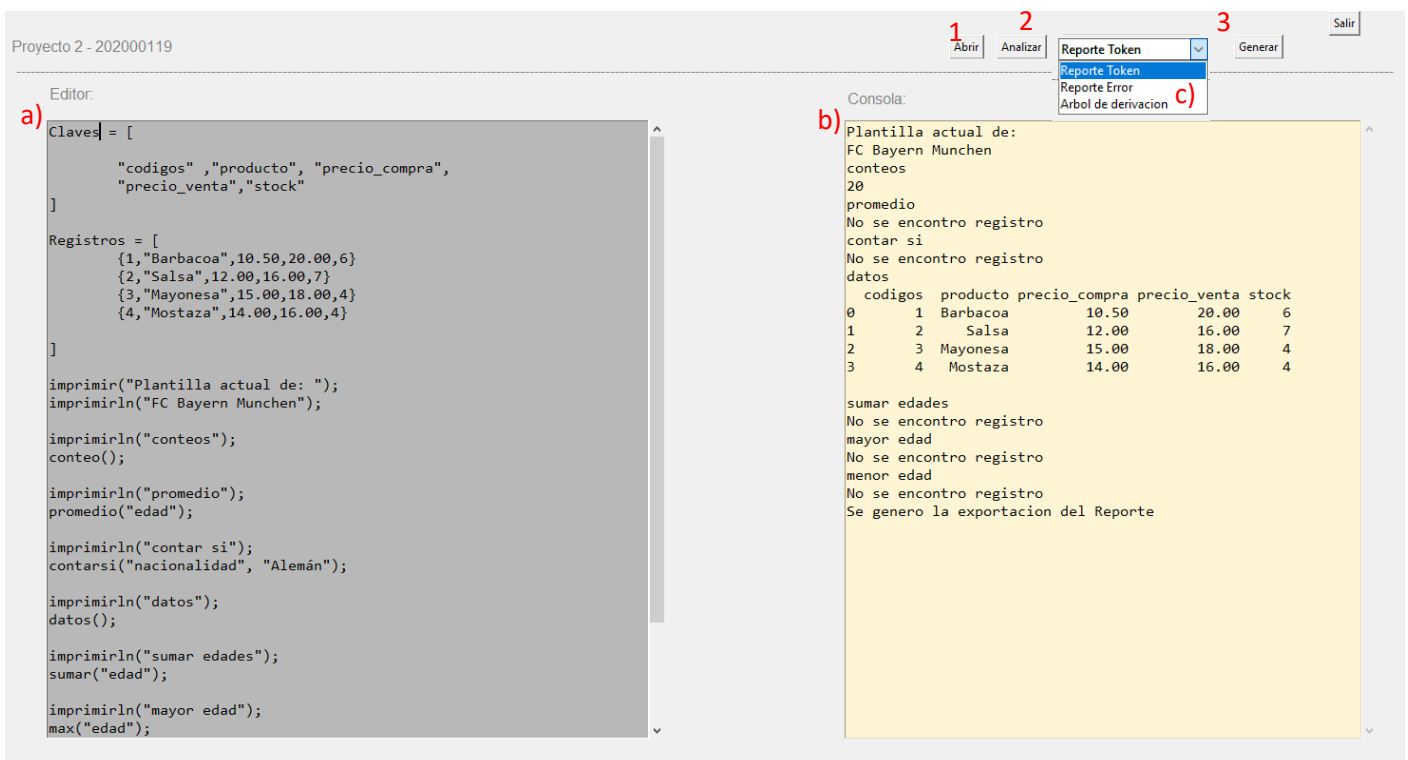 Salir
1 2 3
Proyecto 2 - 202000119 Abrir Analizar Reporte Token Generar
Reporte Token
Reporte Error
Arbol de derivacion c)
Editor:
a)
Claves = [
"codigos" ,"producto", "precio_compra",
"precio_venta","stock"
]
Registros = [
{1,"Barbacoa",10.50,20.00,6}
{2,"Salsa",12.00,16.00,7}
{3,"Mayonesa",15.00,18.00,4}
{4,"Mostaza",14.00,16.00,4}
]
imprimir("Plantilla actual de: ");
imprimirln("FC Bayern Munchen");
imprimirln("conteos");
conteo();
imprimirln("promedio");
promedio("edad");
imprimirln("contar si");
contarsi("nacionalidad", "Alemán");
imprimirln("datos");
datos();
imprimirln("sumar edades");
sumar("edad");
imprimirln("mayor edad");
max("edad");
Consola:
b)
Plantilla actual de:
FC Bayern Munchen
conteos
20
promedio
No se encontro registro
contar si
No se encontro registro
datos
codigos producto precio_compra precio_venta stock
0 1 Barbacoa 10.50 20.00 6
1 2 Salsa 12.00 16.00 7
2 3 Mayonesa 15.00 18.00 4
3 4 Mostaza 14.00 16.00 4
sumar edades
No se encontro registro
mayor edad
No se encontro registro
menor edad
No se encontro registro
Se genero la exportacion del Reporte